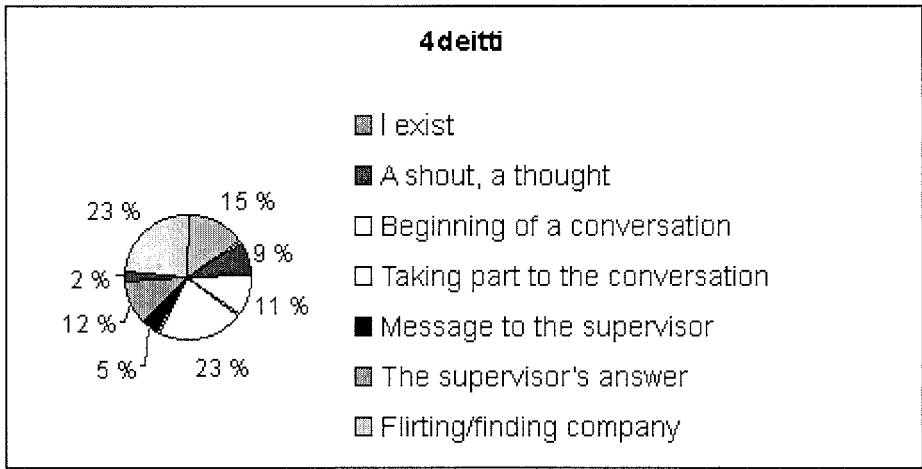 4deitti
I exist
A shout, a thought
Beginning of a conversation
Taking part to the conversation
Message to the supervisor
The supervisor's answer
Flirting/finding company
23 %
15 %
9 %
2 %
11 %
12 %
5 %
23 %